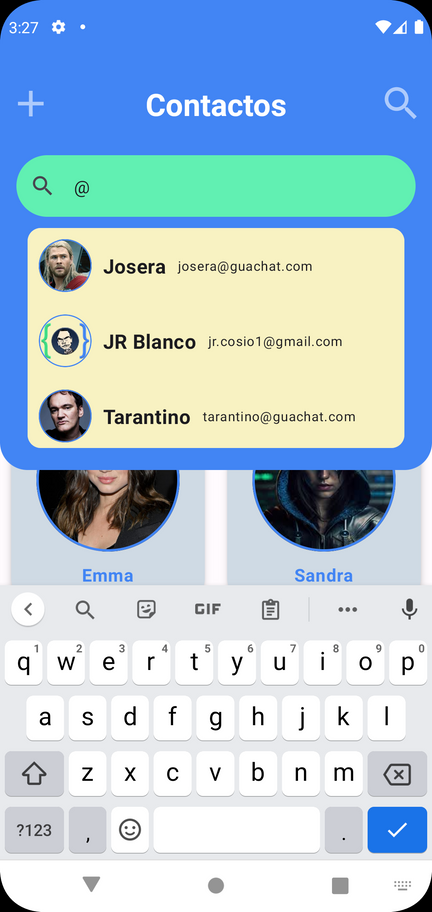 3:27
Contactos
@
Josera josera@guachat.com
JR Blanco jr.cosio1@gmail.com
Tarantino tarantino@guachat.com
Emma Sandra
GIF
q1 w2 e3 r4 t5 y6 u7 i8 o9 p0
a s d f g h j k l
z x c v b n m
?123 , .